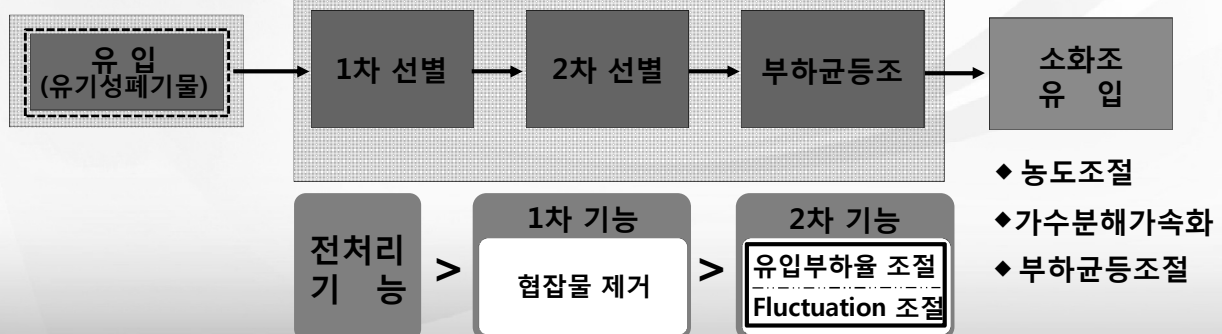 유 입
(유기성폐기물)
1차 선별
2차 선별
부하균등조
소화조
유 입
◆ 농도조절
◆가수분해가속화
◆ 부하균등조절
전처리
기 능
>
1차 기능
협잡물 제거
>
2차 기능
유입부하율 조절
Fluctuation 조절